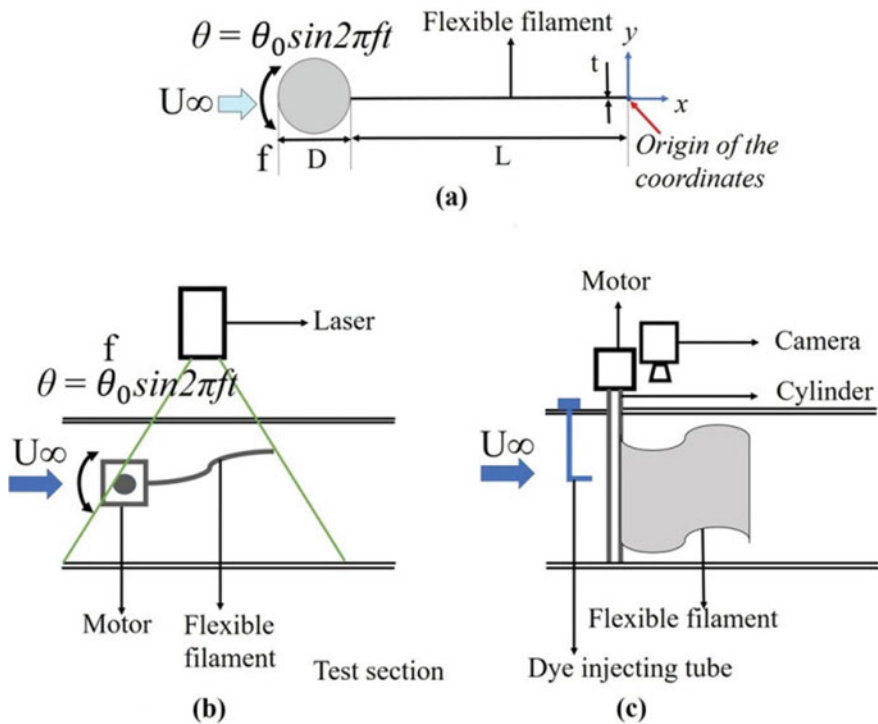 θ = θ₀sin2πft
Flexible filament
y
t
U∞
x
f
D
L
Origin of the
coordinates
(a)
Laser
f
θ = θ₀sin2πft
U∞
Motor
Flexible
filament
Test section
(b)
Motor
Camera
Cylinder
U∞
Flexible filament
Dye injecting tube
(c)